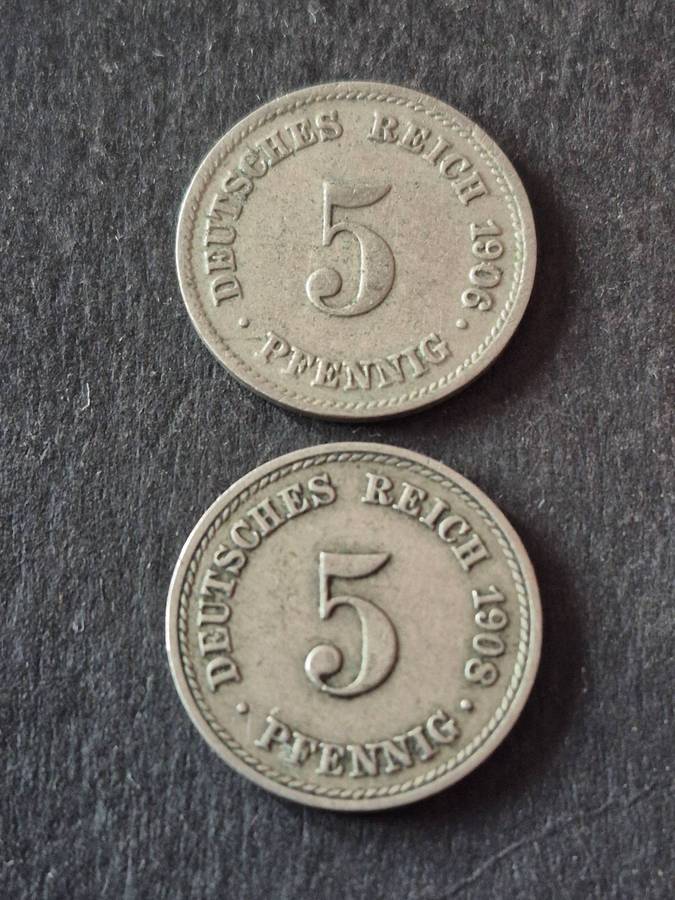 DEUTSCHES REICH 1906
5
· PFENNIG ·
DEUTSCHES REICH 1908
5
· PFENNIG ·